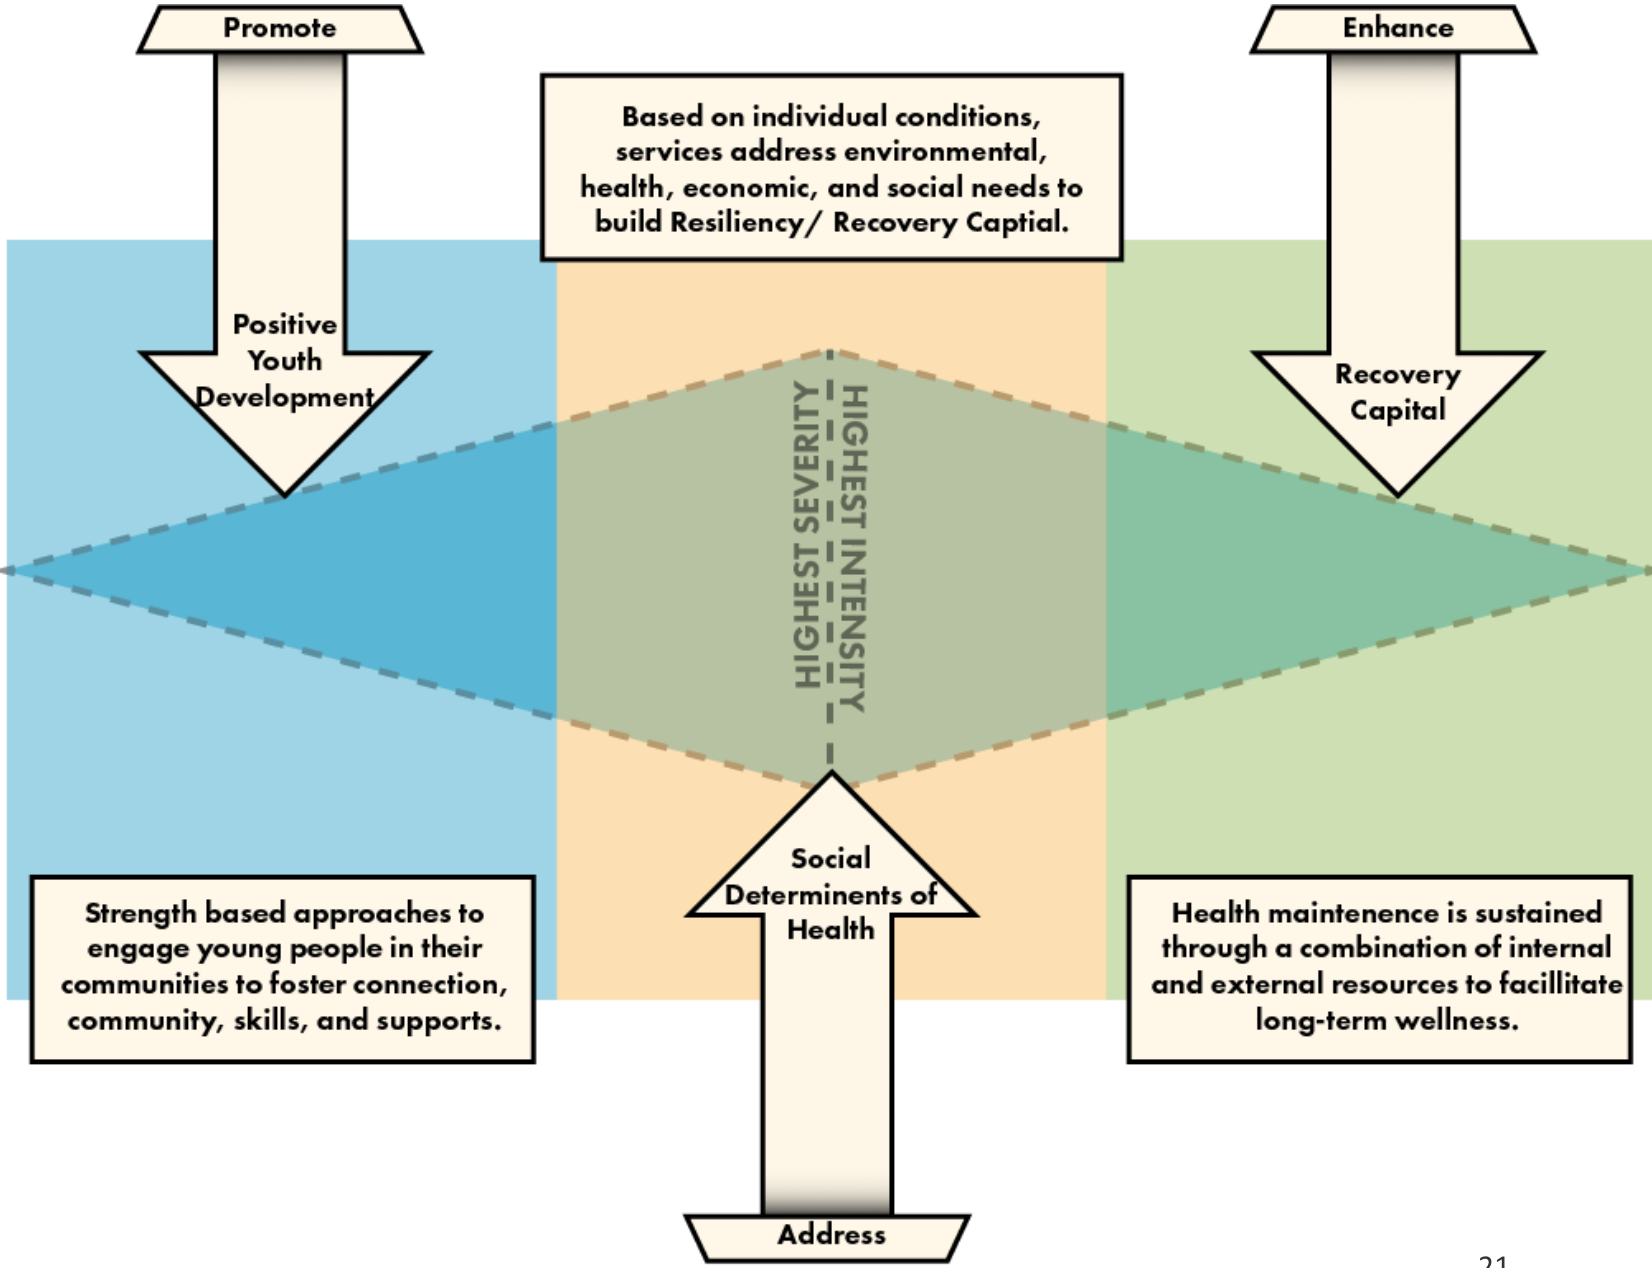 Promote
Enhance
Based on individual conditions,
services address environmental,
health, economic, and social needs to
build Resiliency/ Recovery Captial.
Positive
Youth
Development
Recovery
Capital
HIGHEST SEVERITY
HIGHEST INTENSITY
Social
Determinents of
Health
Strength based approaches to
engage young people in their
communities to foster connection,
community, skills, and supports.
Health maintenence is sustained
through a combination of internal
and external resources to facillitate
long-term wellness.
Address
21